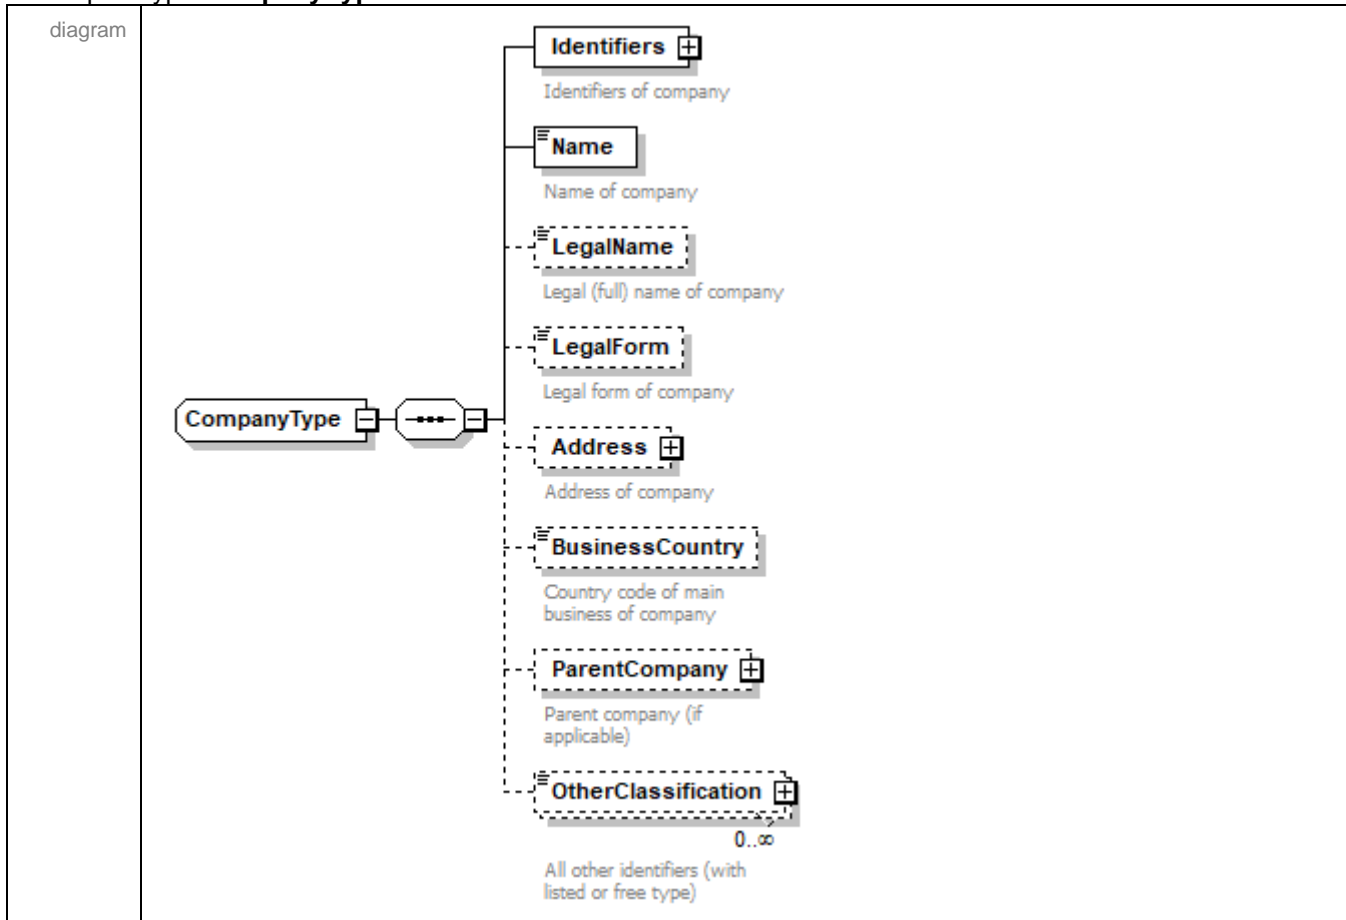 diagram
Identifiers
Identifiers of company
Name
Name of company
LegalName
Legal (full) name of company
LegalForm
Legal form of company
CompanyType
Address
Address of company
BusinessCountry
Country code of main
business of company
ParentCompany
Parent company (if
applicable)
OtherClassification
0..∞
All other identifiers (with
listed or free type)